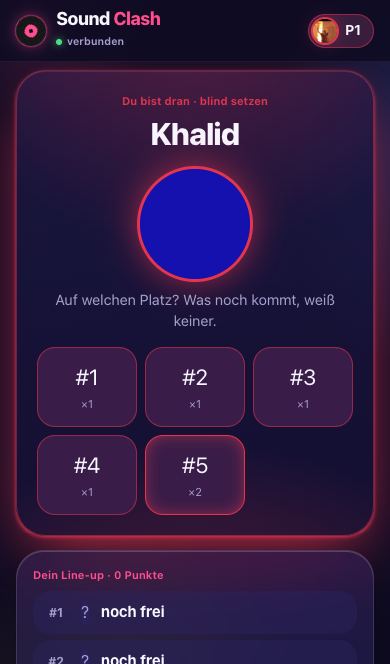 Sound Clash
verbunden
P1
Du bist dran · blind setzen
Khalid
Auf welchen Platz? Was noch kommt, weiß
keiner.
#1
×1
#2
×1
#3
×1
#4
×1
#5
×2
Dein Line-up · 0 Punkte
#1 ? noch frei
#2 ? noch frei